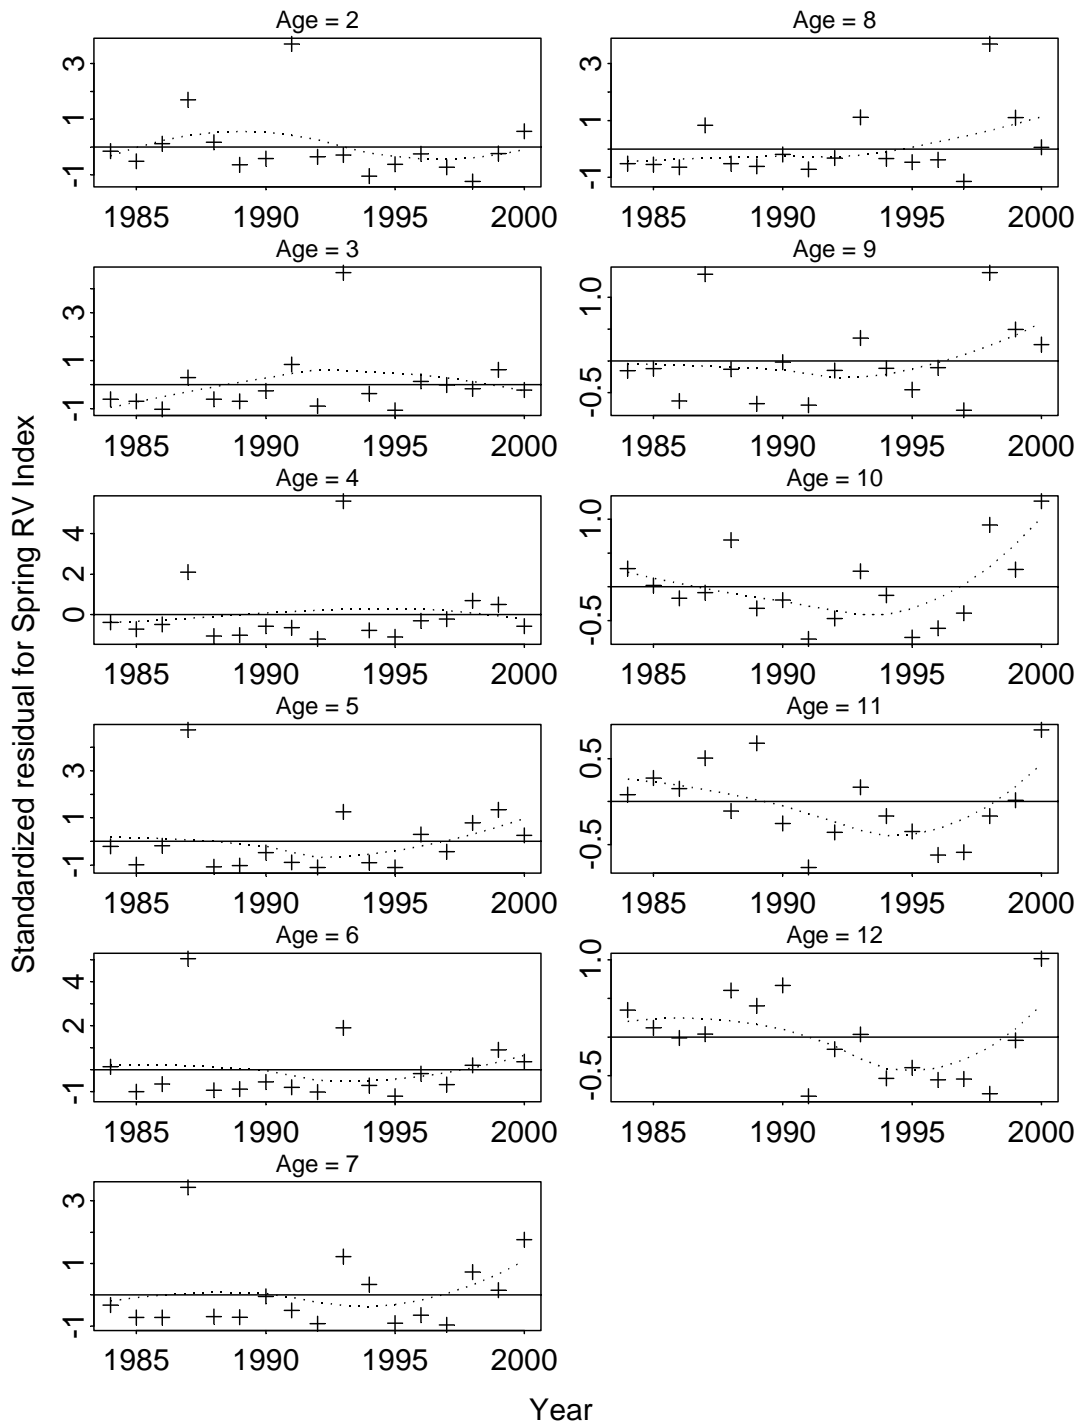 Standardized residual for Spring RV Index
Age = 2
3
1
-1
1985 1990 1995 2000
Age = 3
3
1
-1
1985 1990 1995 2000
Age = 4
4
2
0
1985 1990 1995 2000
Age = 5
3
1
-1
1985 1990 1995 2000
Age = 6
4
2
-1
1985 1990 1995 2000
Age = 7
3
1
-1
1985 1990 1995 2000
Age = 8
3
1
-1
1985 1990 1995 2000
Age = 9
1.0
-0.5
1985 1990 1995 2000
Age = 10
1.0
-0.5
1985 1990 1995 2000
Age = 11
0.5
-0.5
1985 1990 1995 2000
Age = 12
1.0
-0.5
1985 1990 1995 2000
Year